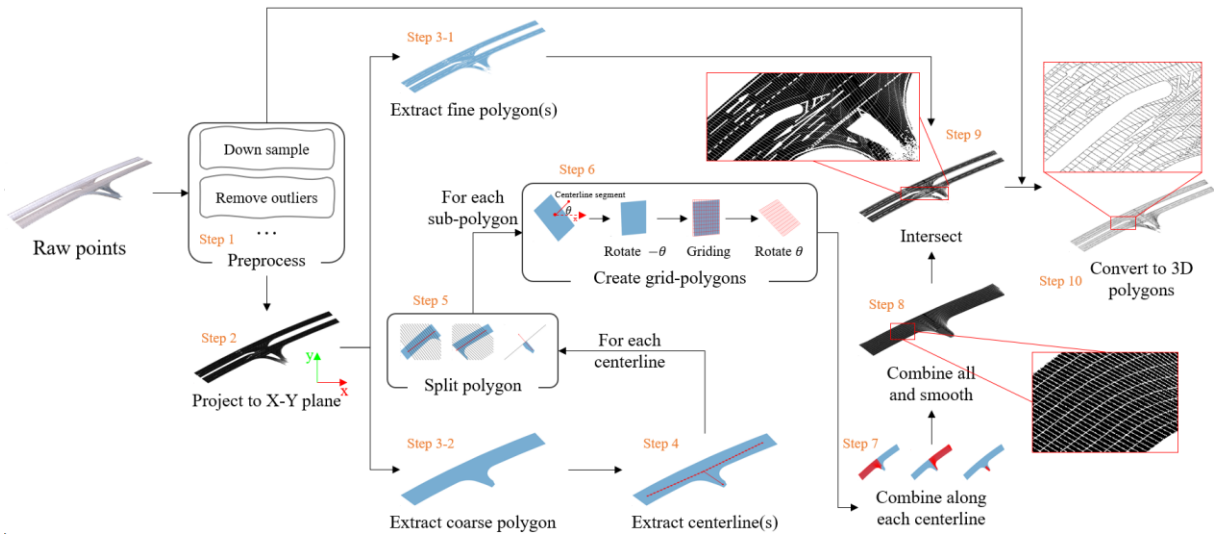 Raw points
Down sample
Remove outliers
...
Step 1
Preprocess
Step 2
y
x
Project to X-Y plane
Step 3-1
Extract fine polygon(s)
Step 3-2
Extract coarse polygon
Step 4
Extract centerline(s)
For each
centerline
Step 5
Split polygon
For each
sub-polygon
Step 6
Centerline segment
θ
Rotate −θ
Griding
Rotate θ
Create grid-polygons
Step 7
Combine along
each centerline
Step 8
Combine all
and smooth
Step 9
Intersect
Step 10
Convert to 3D
polygons